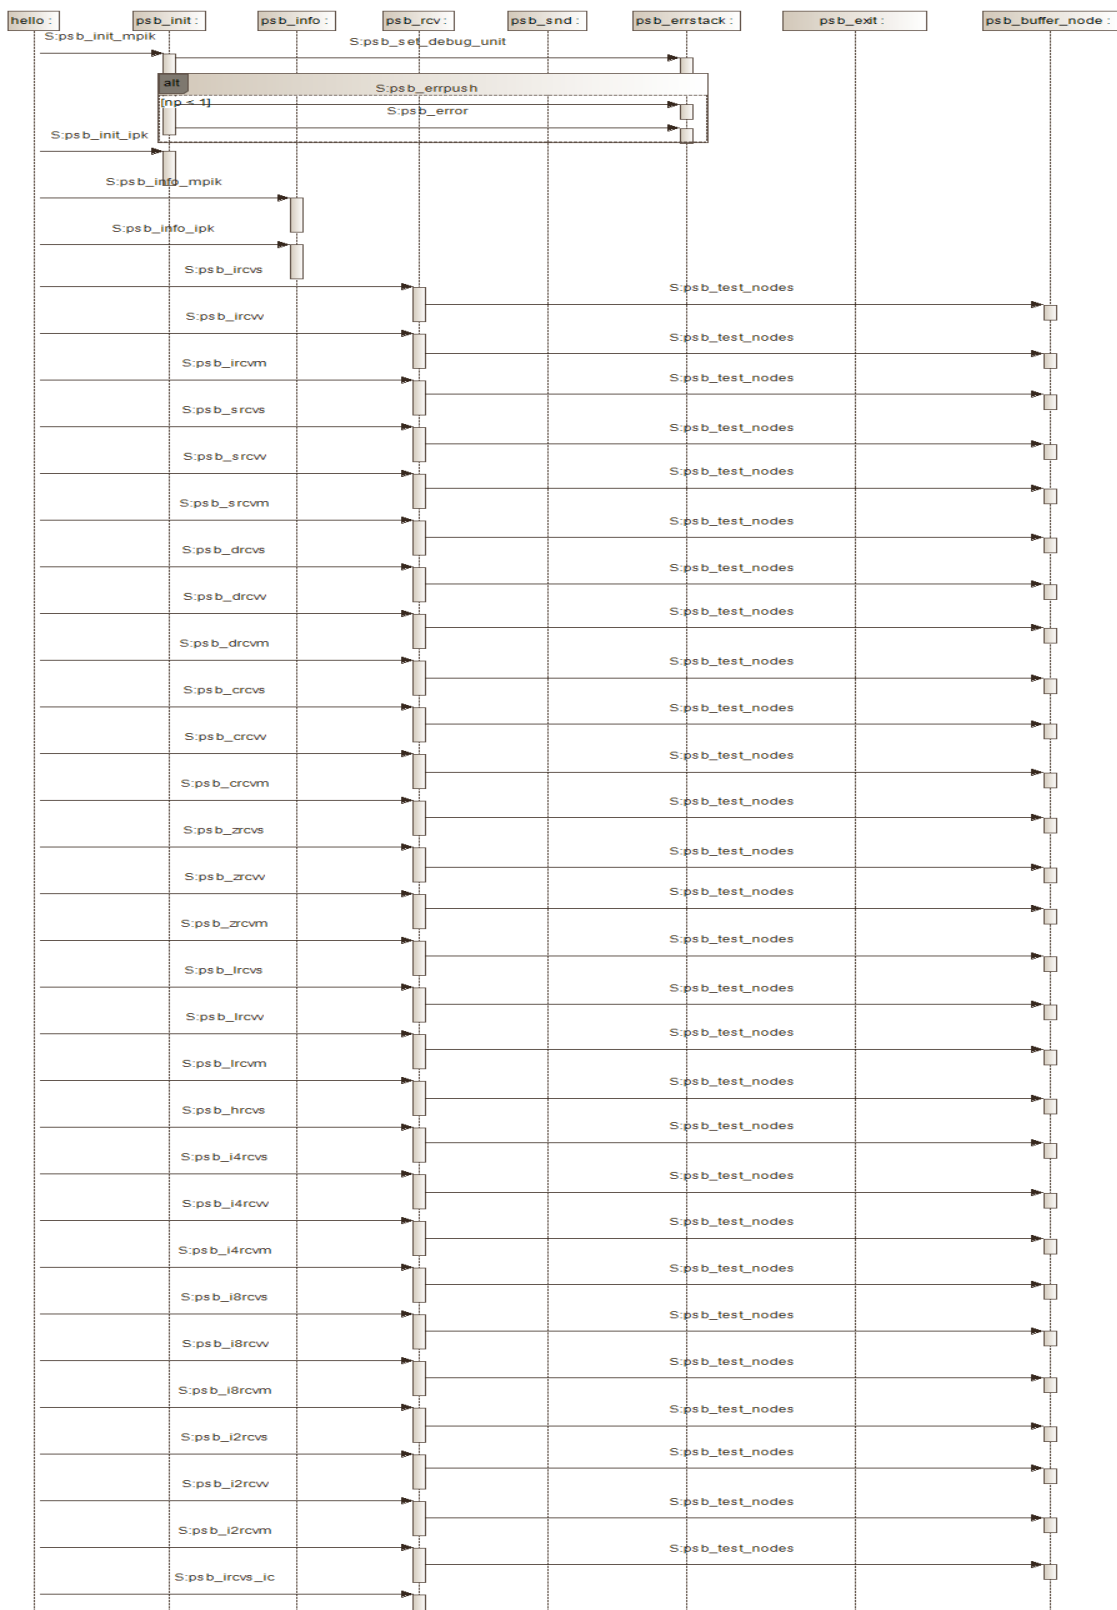 hello :
psb_init :
psb_info :
psb_rcv :
psb_snd :
psb_errstack :
psb_exit :
psb_buffer_node :
S:psb_init_mpik
S:psb_set_debug_unit
alt
S:psb_errpush
[np < 1]
S:psb_error
S:psb_init_ipk
S:psb_info_mpik
S:psb_info_ipk
S:psb_ircvs
S:psb_test_nodes
S:psb_ircvv
S:psb_test_nodes
S:psb_ircvm
S:psb_test_nodes
S:psb_srcvs
S:psb_test_nodes
S:psb_srcvv
S:psb_test_nodes
S:psb_srcvm
S:psb_test_nodes
S:psb_drcvs
S:psb_test_nodes
S:psb_drcvv
S:psb_test_nodes
S:psb_drcvm
S:psb_test_nodes
S:psb_crcvs
S:psb_test_nodes
S:psb_crcvv
S:psb_test_nodes
S:psb_crcvm
S:psb_test_nodes
S:psb_zrcvs
S:psb_test_nodes
S:psb_zrcvv
S:psb_test_nodes
S:psb_zrcvm
S:psb_test_nodes
S:psb_lrcvs
S:psb_test_nodes
S:psb_lrcvv
S:psb_test_nodes
S:psb_lrcvm
S:psb_test_nodes
S:psb_hrcvs
S:psb_test_nodes
S:psb_i4rcvs
S:psb_test_nodes
S:psb_i4rcvv
S:psb_test_nodes
S:psb_i4rcvm
S:psb_test_nodes
S:psb_i8rcvs
S:psb_test_nodes
S:psb_i8rcvv
S:psb_test_nodes
S:psb_i8rcvm
S:psb_test_nodes
S:psb_i2rcvs
S:psb_test_nodes
S:psb_i2rcvv
S:psb_test_nodes
S:psb_i2rcvm
S:psb_test_nodes
S:psb_ircvs_ic